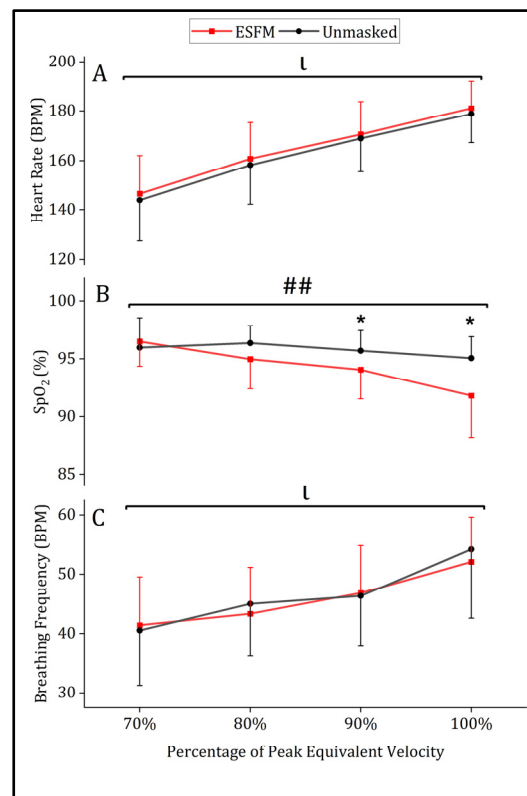 ESFM Unmasked
A
ι
Heart Rate (BPM)
200
180
160
140
120
B
##
* *
SpO₂ (%)
100
95
90
85
C
ι
Breathing Frequency (BPM)
60
50
40
30
70% 80% 90% 100%
Percentage of Peak Equivalent Velocity